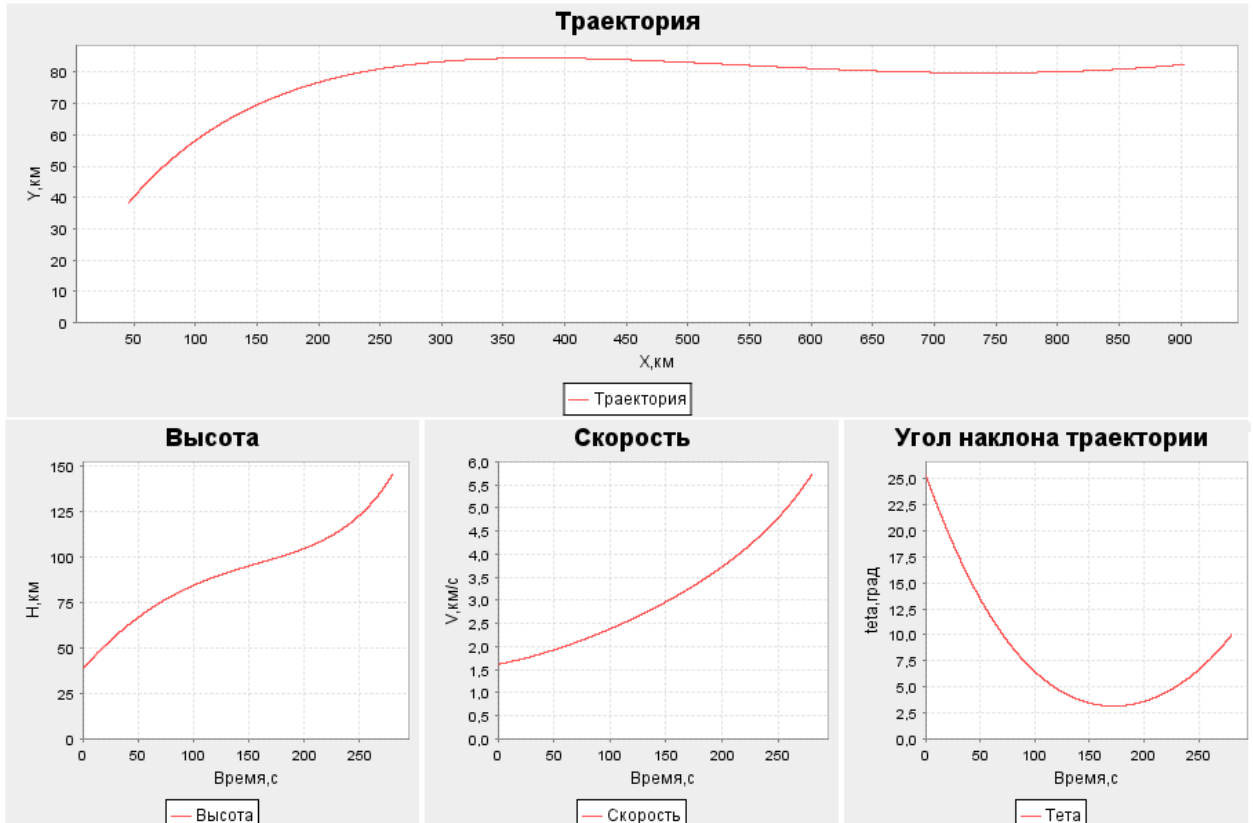 Траектория
Y,км
80
70
60
50
40
30
20
10
0
50 100 150 200 250 300 350 400 450 500 550 600 650 700 750 800 850 900
X,км
Траектория
Высота
H,км
150
125
100
75
50
25
0
0 50 100 150 200 250
Время,с
Высота
Скорость
V,км/с
6,0
5,5
5,0
4,5
4,0
3,5
3,0
2,5
2,0
1,5
1,0
0,5
0,0
0 50 100 150 200 250
Время,с
Скорость
Угол наклона траектории
teta,град
25,0
22,5
20,0
17,5
15,0
12,5
10,0
7,5
5,0
2,5
0,0
0 50 100 150 200 250
Время,с
Тета